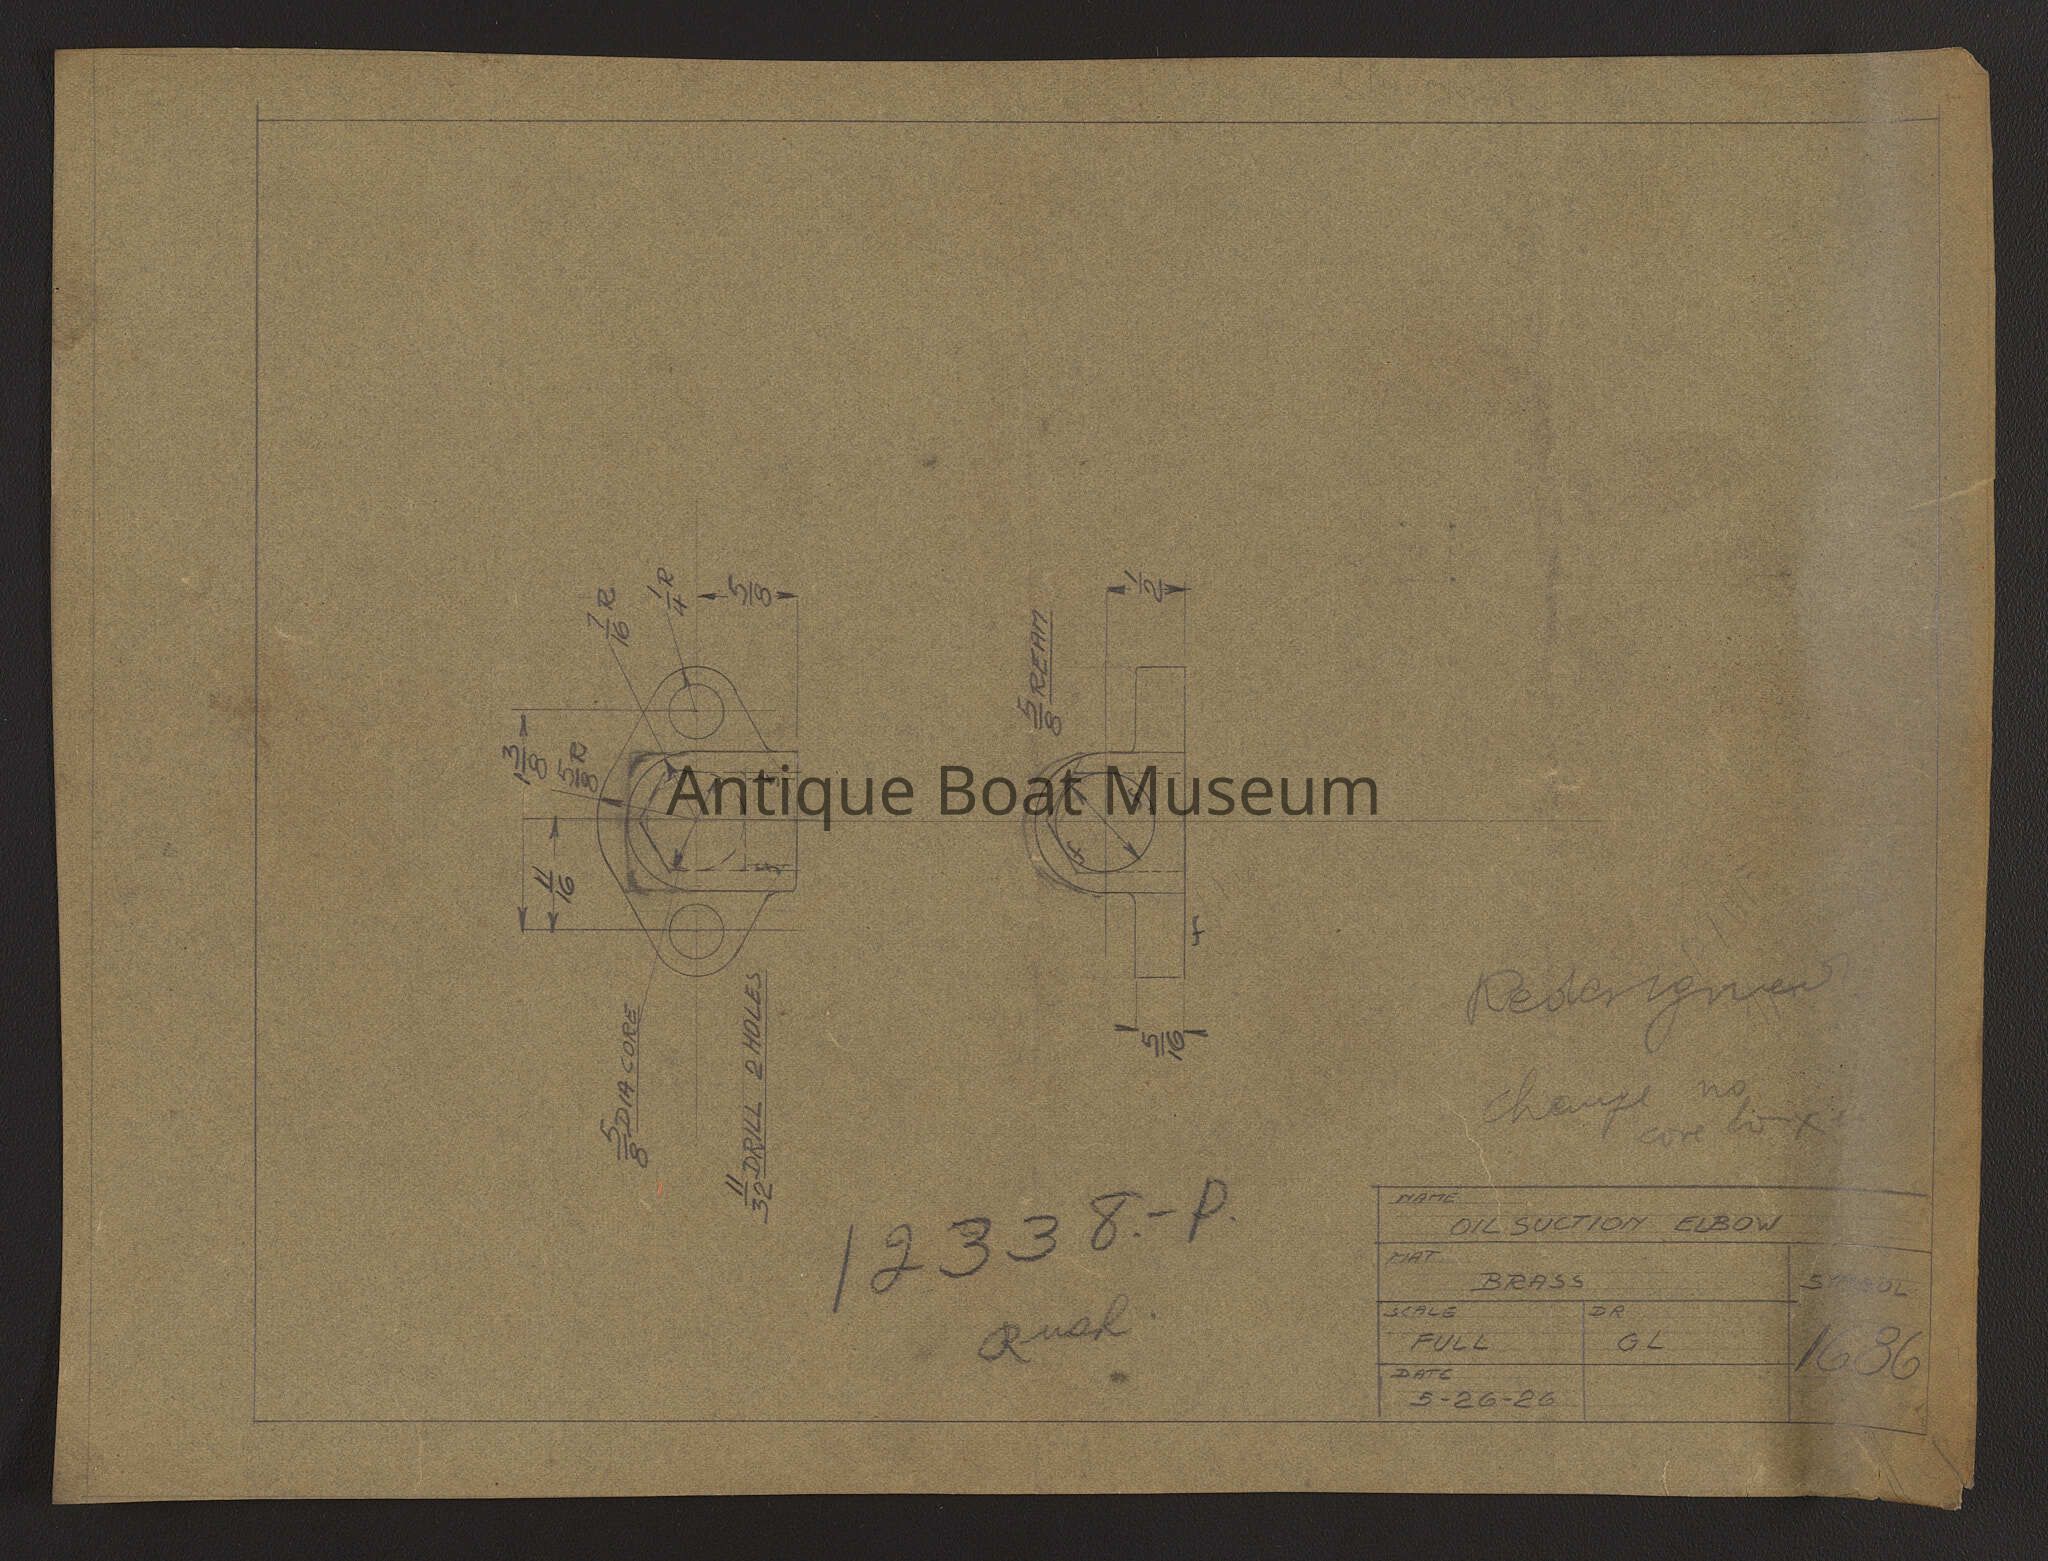 7/16 R
1/4 R
5/8
1 3/8
5/8 R
11/16
5/8 DIA CORE
11/32 DRILL 2 HOLES
5/8 REAM
1/2
f
f
f
5/16
Antique Boat Museum
Redesigned
Change no
core box
12338.-P.
NAME
OIL SUCTION ELBOW
MAT
BRASS
SYMBOL
1686
SCALE
FULL
DR
GL
DATE
5-26-26